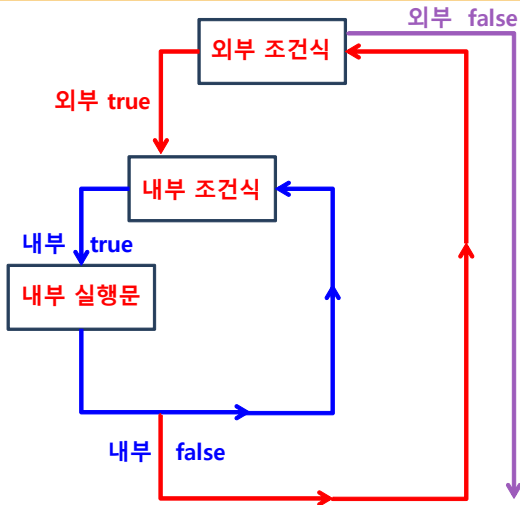 외부 false
외부 조건식
외부 true
내부 조건식
내부 true
내부 실행문
내부 false